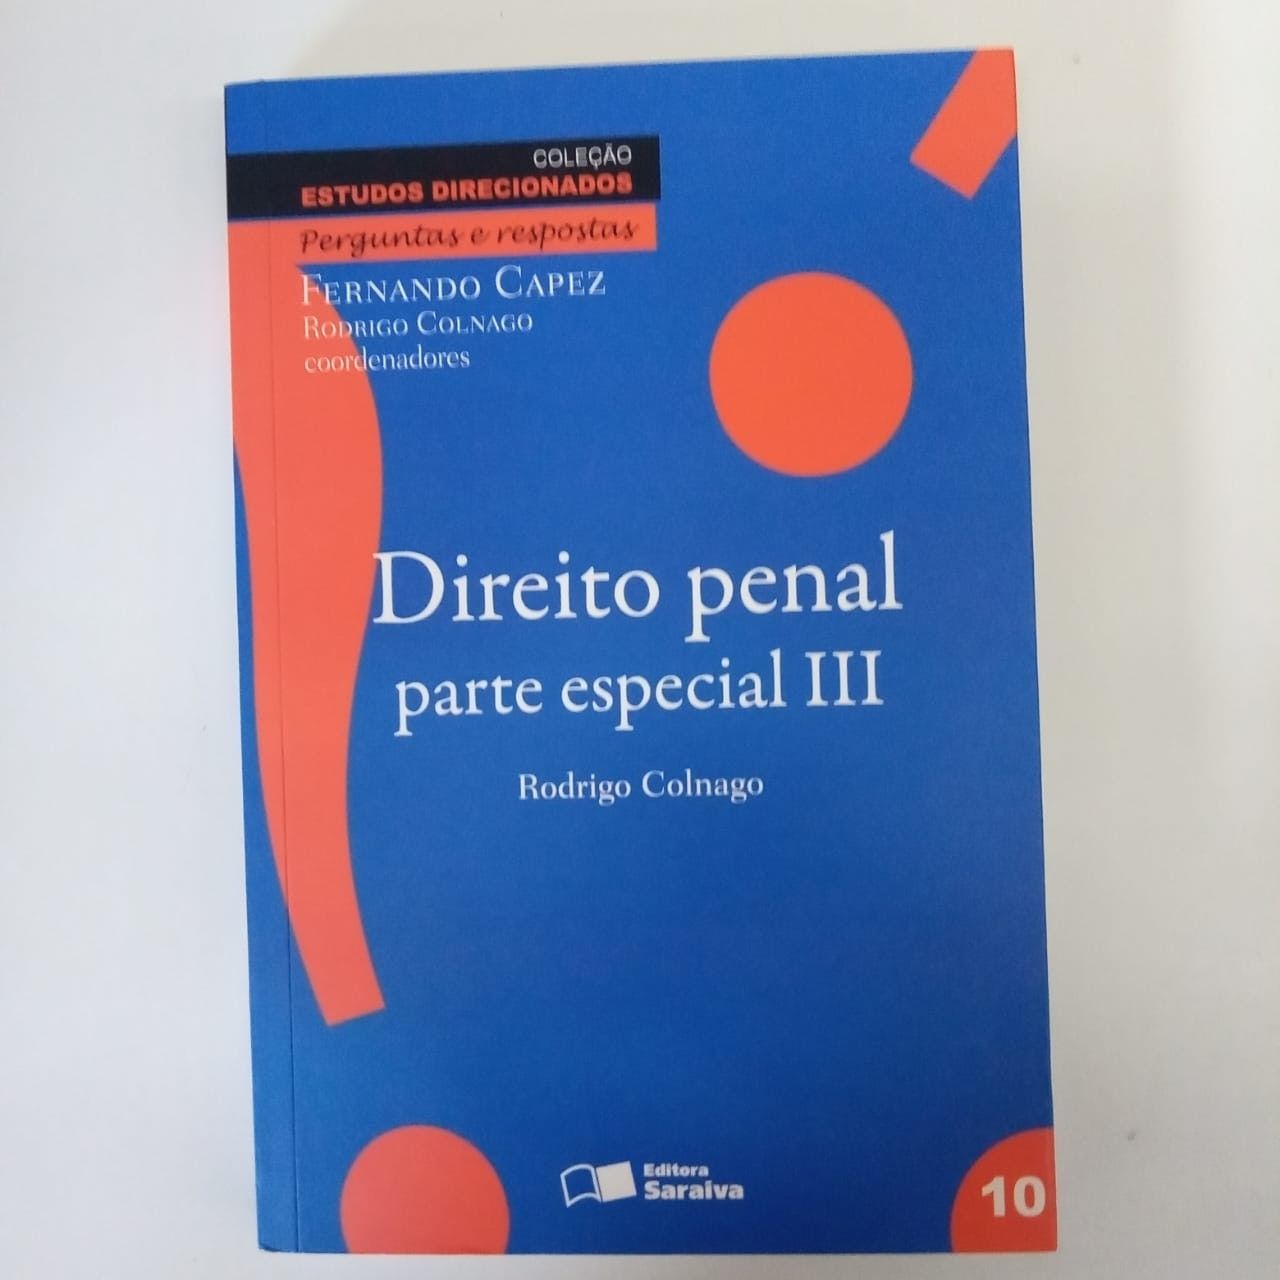 COLEÇÃO
ESTUDOS DIRECIONADOS
Perguntas e respostas
FERNANDO CAPEZ
RODRIGO COLNAGO
coordenadores
Direito penal
parte especial III
Rodrigo Colnago
Editora
Saraiva
10